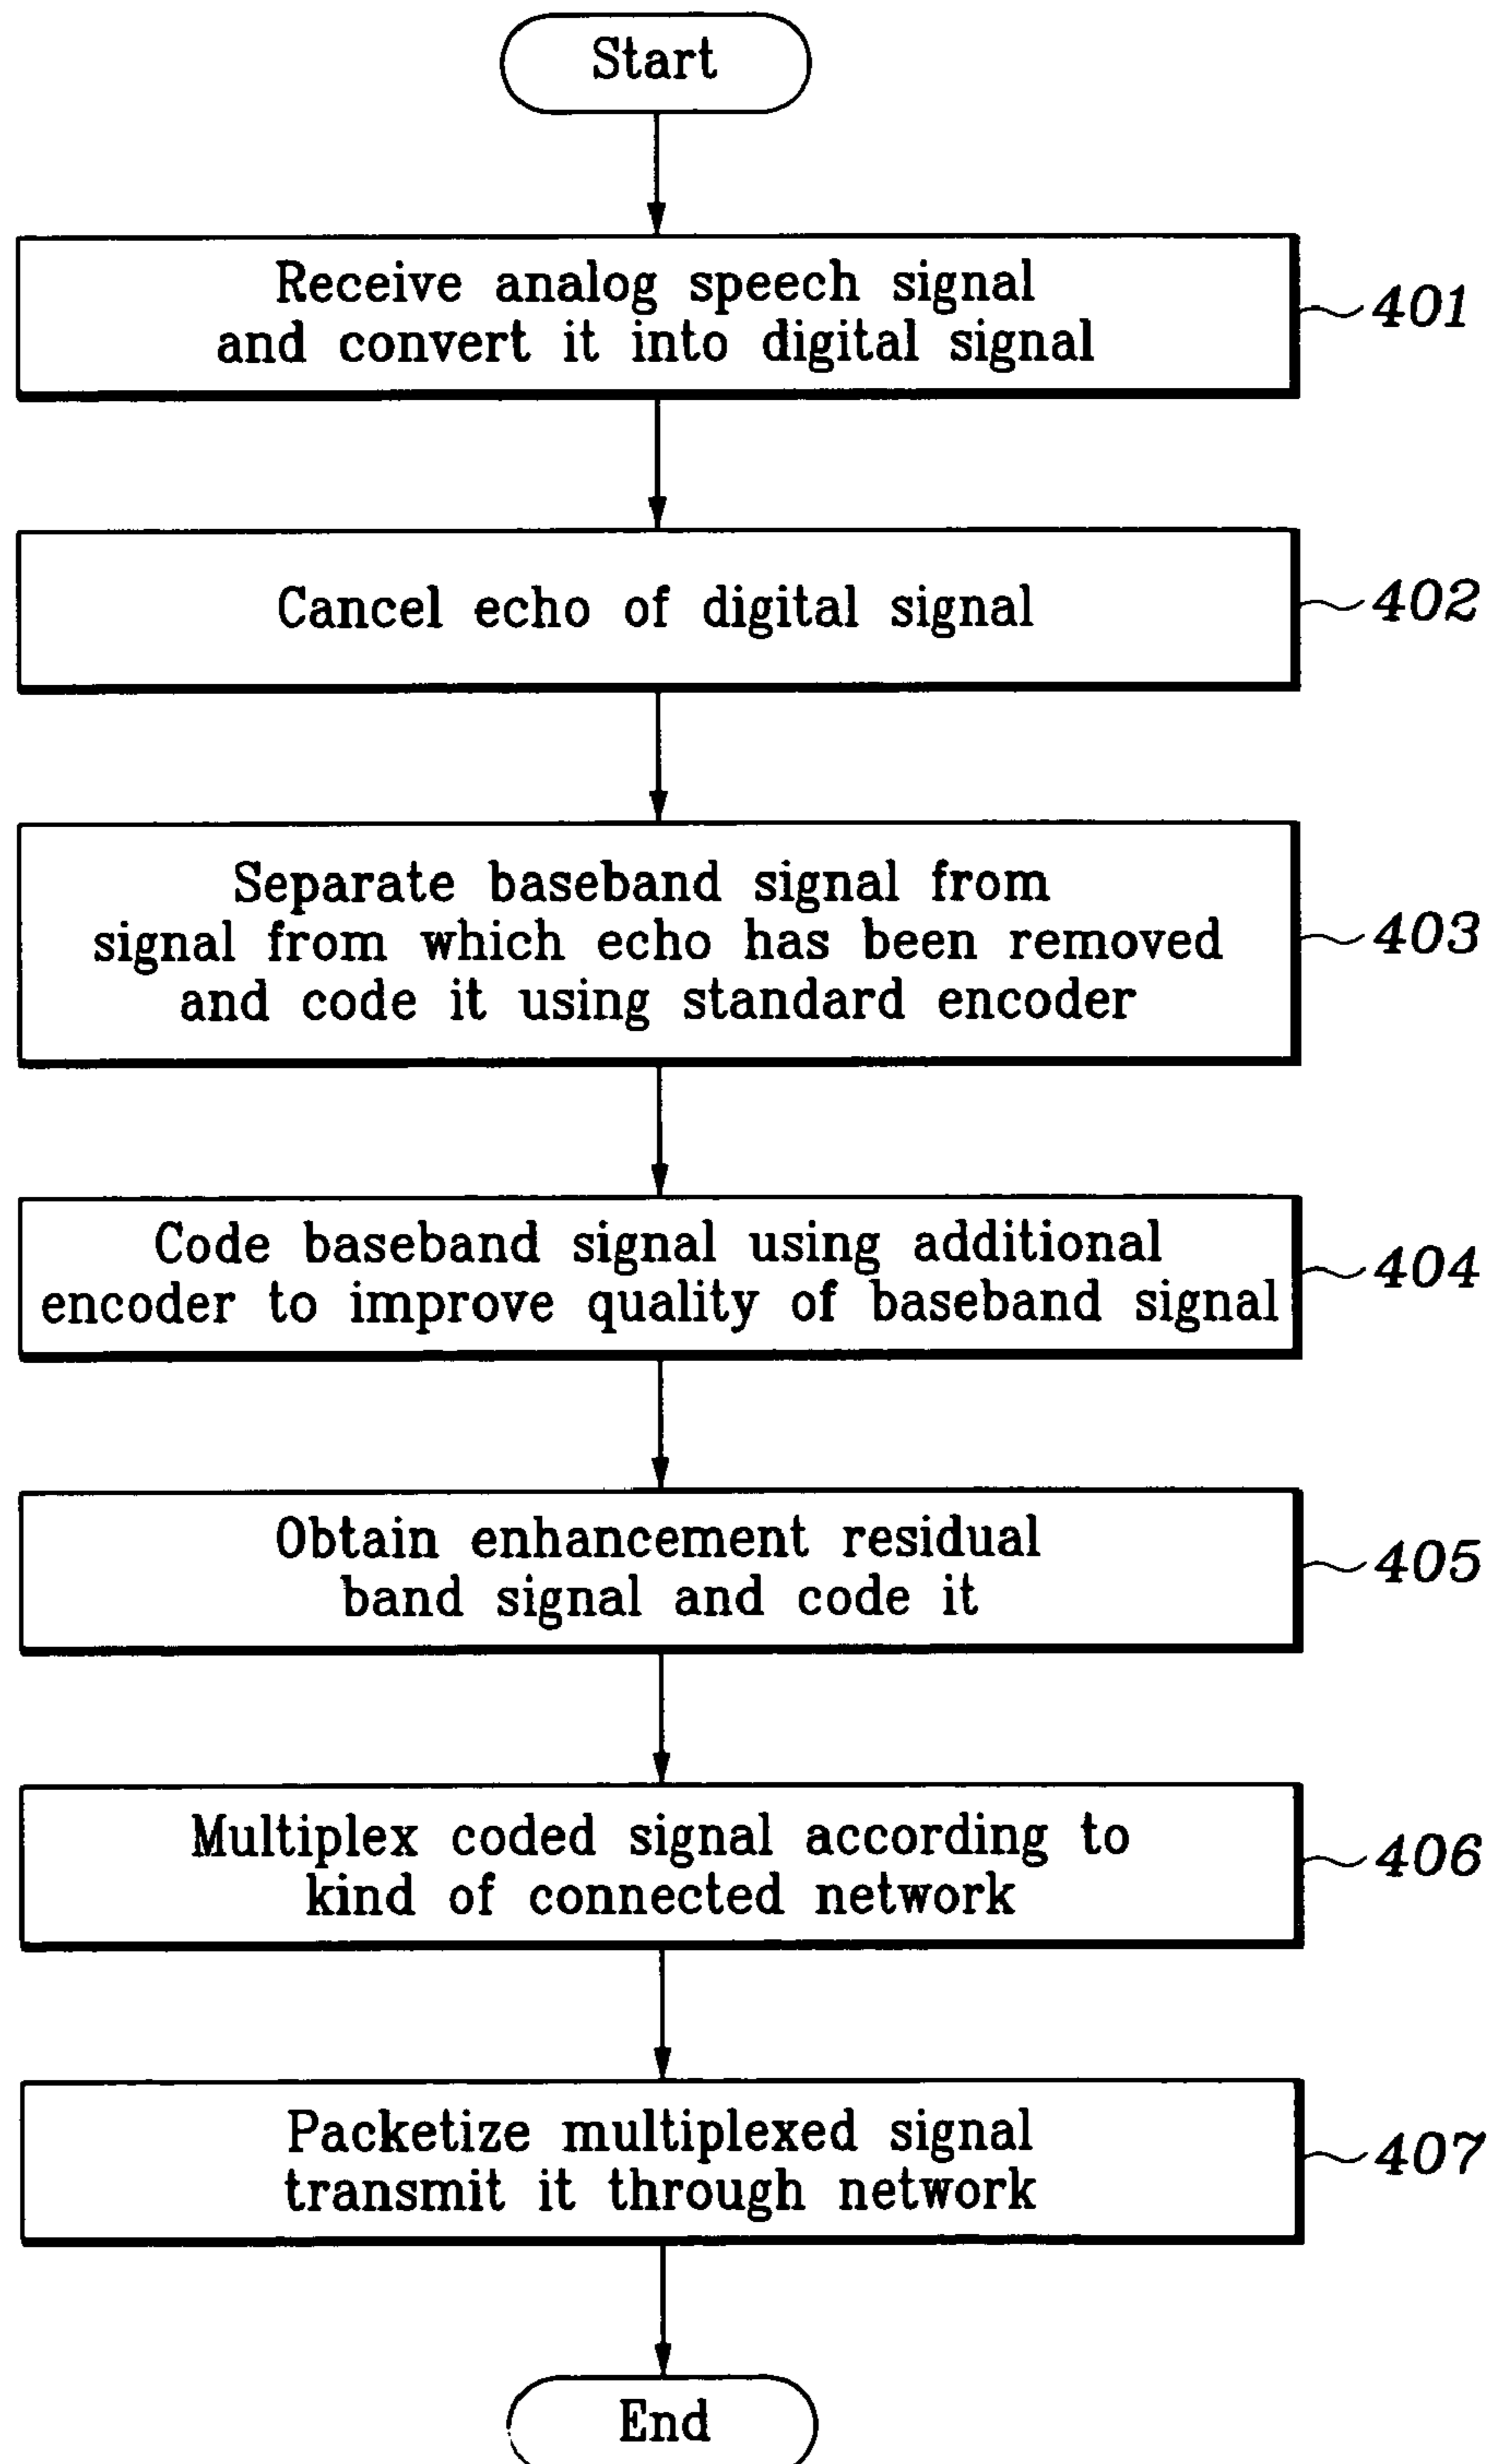 Start
Receive analog speech signal
and convert it into digital signal
401
Cancel echo of digital signal
402
Separate baseband signal from
signal from which echo has been removed
and code it using standard encoder
403
Code baseband signal using additional
encoder to improve quality of baseband signal
404
Obtain enhancement residual
band signal and code it
405
Multiplex coded signal according to
kind of connected network
406
Packetize multiplexed signal
transmit it through network
407
End